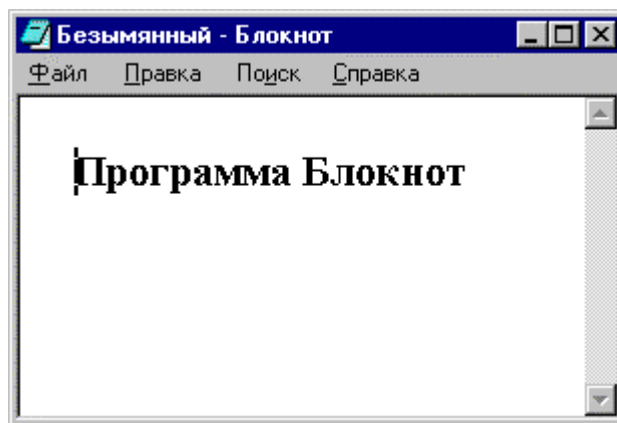 Безымянный - Блокнот
Файл Правка Поиск Справка
Программа Блокнот